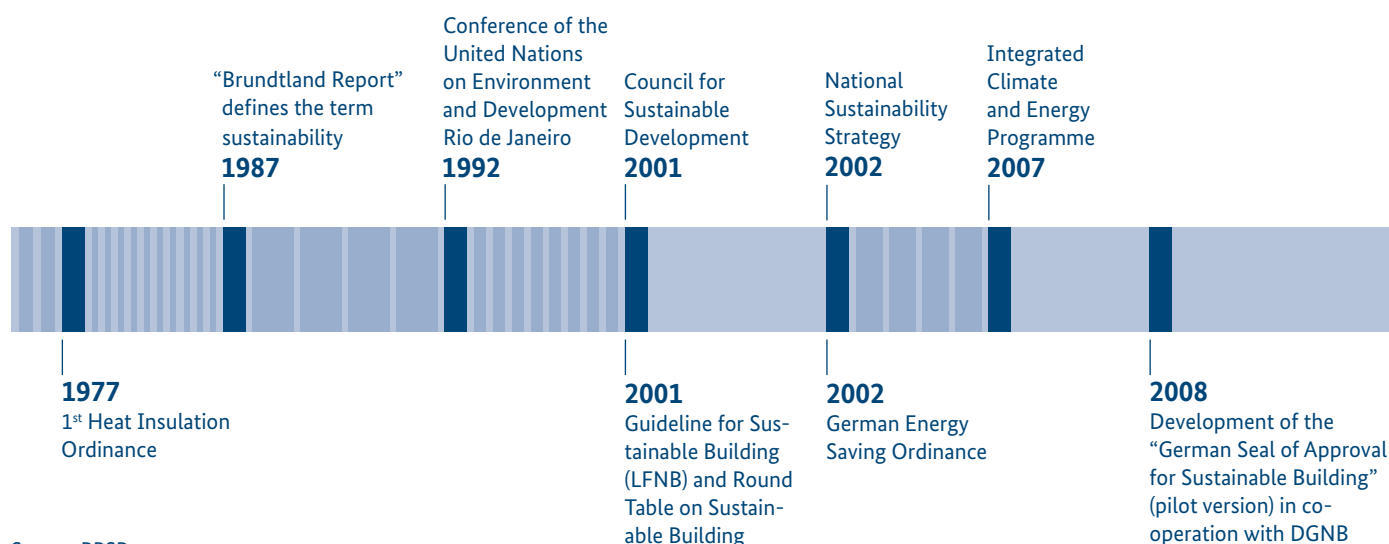 “Brundtland Report”
defines the term
sustainability
1987
Conference of the
United Nations
on Environment
and Development
Rio de Janeiro
1992
Council for
Sustainable
Development
2001
National
Sustainability
Strategy
2002
Integrated
Climate
and Energy
Programme
2007
1977
1st Heat Insulation
Ordinance
2001
Guideline for Sus-
tainable Building
(LFNB) and Round
Table on Sustain-
able Building
2002
German Energy
Saving Ordinance
2008
Development of the
“German Seal of Approval
for Sustainable Building”
(pilot version) in co-
operation with DGNB